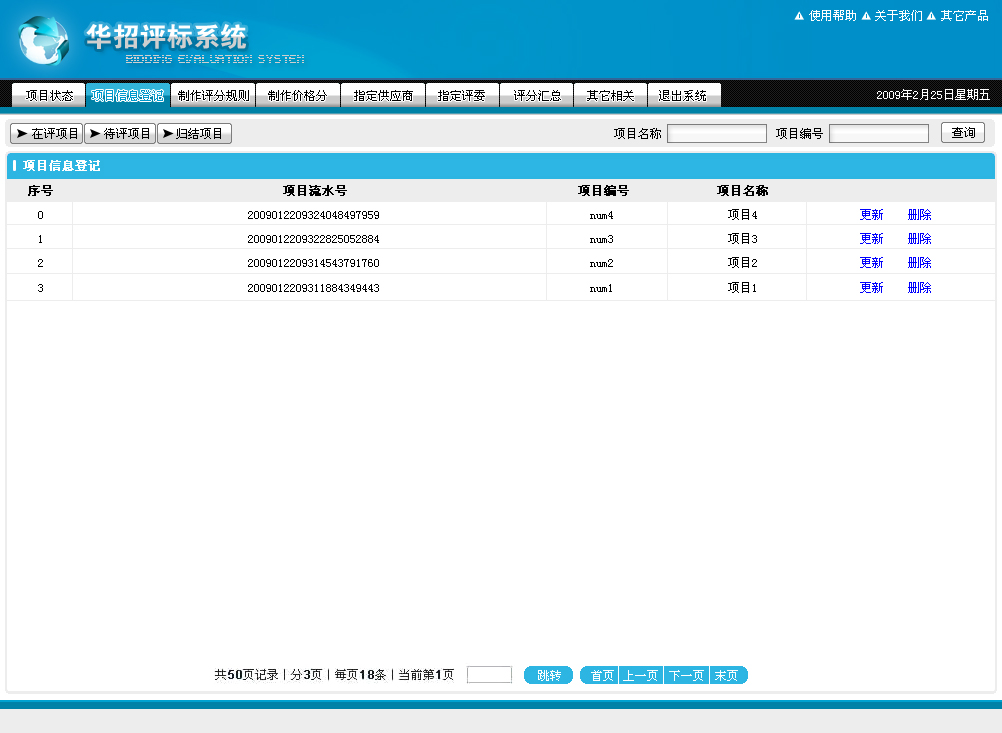 ▲ 使用帮助 ▲ 关于我们 ▲ 其它产品
华招评标系统
BIDDING EVALUATION SYSTEM
项目状态 项目信息登记 制作评分规则 制作价格分 指定供应商 指定评委 评分汇总 其它相关 退出系统 2009年2月25日星期五
➤ 在评项目 ➤ 待评项目 ➤ 归结项目 项目名称 项目编号 查询
项目信息登记
序号 项目流水号 项目编号 项目名称
0 2009012209324048497959 num4 项目4 更新 删除
1 2009012209322825052884 num3 项目3 更新 删除
2 2009012209314543791760 num2 项目2 更新 删除
3 2009012209311884349443 num1 项目1 更新 删除
共50页记录 | 分3页 | 每页18条 | 当前第1页 跳转 首页 上一页 下一页 末页